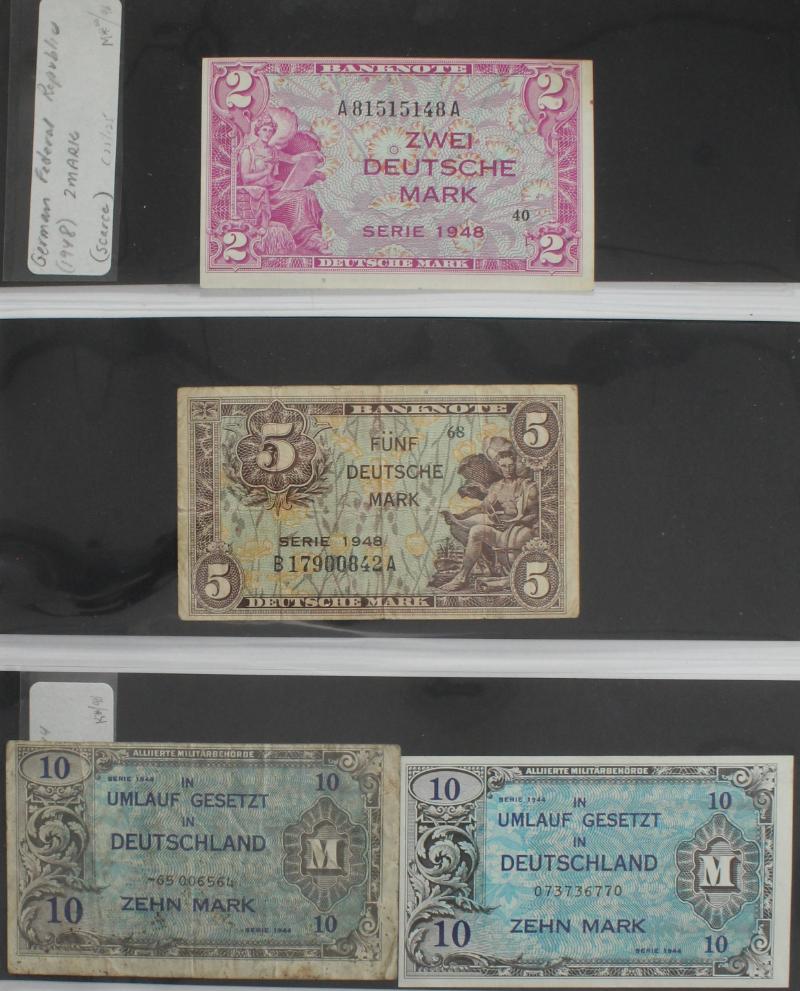 German Federal Republic
(1948) 2 MARK
(scarce)
2 BANKNOTE 2
A81515148A
ZWEI
DEUTSCHE
MARK
40
SERIE 1948
2 DEUTSCHE MARK 2
BANKNOTE
5 5
FÜNF 68
DEUTSCHE
MARK
SERIE 1948
B17900842A
5 5
DEUTSCHE MARK
ALLIIERTE MILITÄRBEHÖRDE
10 10
SERIE 1944
IN
UMLAUF GESETZT
IN
DEUTSCHLAND
M
-65006564
ZEHN MARK
10 10
SERIE 1944
ALLIIERTE MILITÄRBEHÖRDE
10 10
SERIE 1944
IN
UMLAUF GESETZT
IN
DEUTSCHLAND
M
073736770
ZEHN MARK
10 10
SERIE 1944